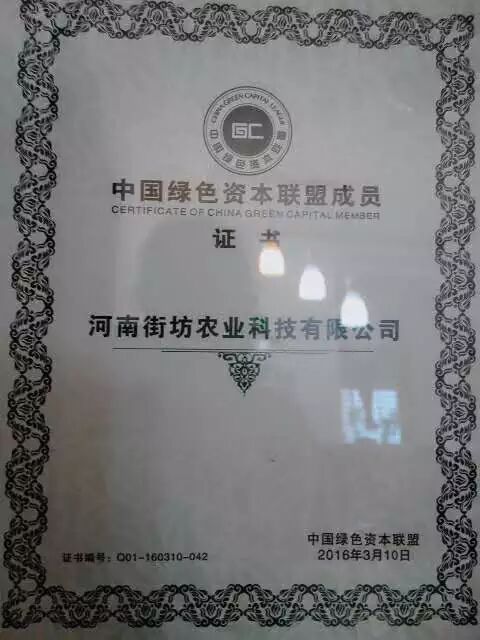 CHINA GREEN CAPITAL LEAGUE
GC
中国绿色资本联盟
中国绿色资本联盟成员
CERTIFICATE OF CHINA GREEN CAPITAL MEMBER
证 书
河南街坊农业科技有限公司
中国绿色资本联盟
证书编号：Q01-160310-042
2016年3月10日